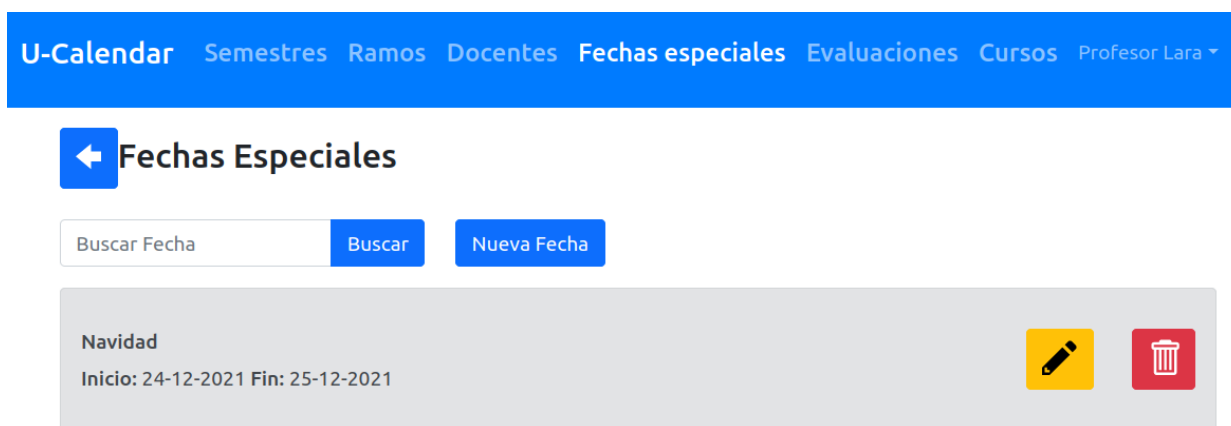 U-Calendar Semestres Ramos Docentes Fechas especiales Evaluaciones Cursos Profesor Lara
Fechas Especiales
Buscar Fecha Buscar Nueva Fecha
Navidad
Inicio: 24-12-2021 Fin: 25-12-2021